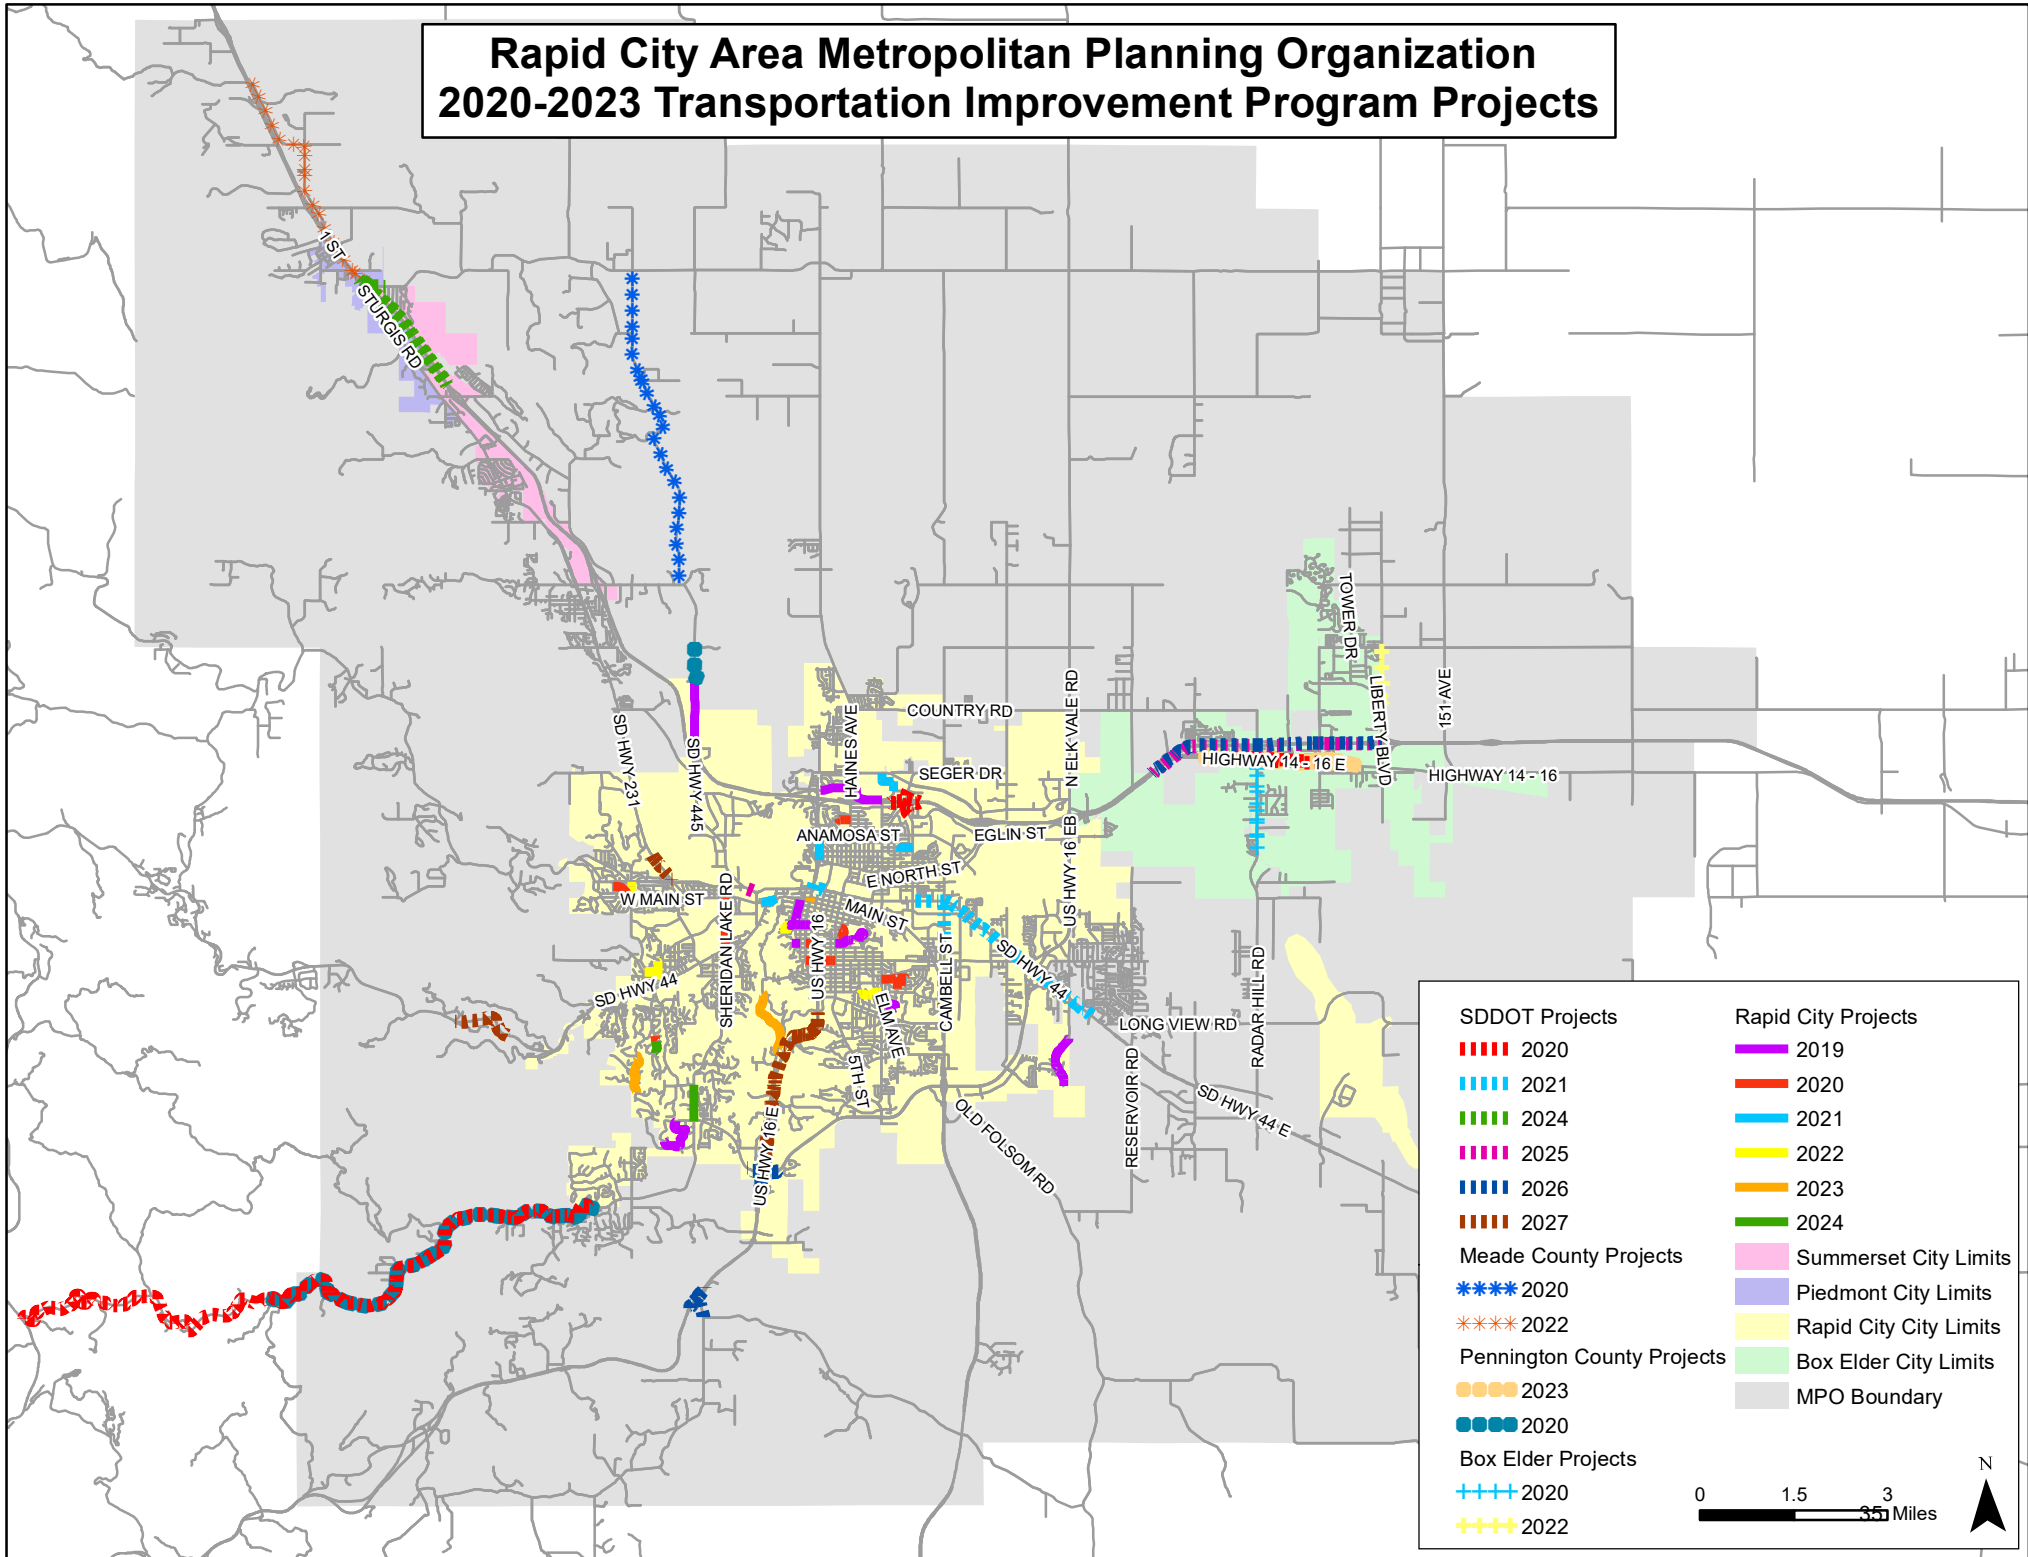 Rapid City Area Metropolitan Planning Organization
2020-2023 Transportation Improvement Program Projects
1 ST
STURGIS RD
TOWER DR
LIBERTY BLVD
151 AVE
N ELK VALE RD
COUNTRY RD
HAINES AVE
SD HWY 231
SD HWY 445
SEGER DR
HIGHWAY 14 - 16 E
HIGHWAY 14 - 16
ANAMOSA ST
EGLIN ST
US HWY 16 EB
E NORTH ST
W MAIN ST
MAIN ST
SHERIDAN LAKE RD
US HWY 16
CAMPBELL ST
SD HWY 44
SD HWY 44
RADAR HILL RD
ELM AVE
LONG VIEW RD
5TH ST
RESERVOIR RD
SD HWY 44 E
OLD FOLSOM RD
US HWY 16 E
SDDOT Projects
2020
2021
2024
2025
2026
2027
Meade County Projects
2020
2022
Pennington County Projects
2023
2020
Box Elder Projects
2020
2022
Rapid City Projects
2019
2020
2021
2022
2023
2024
Summerset City Limits
Piedmont City Limits
Rapid City City Limits
Box Elder City Limits
MPO Boundary
N
0 1.5 3
35 Miles